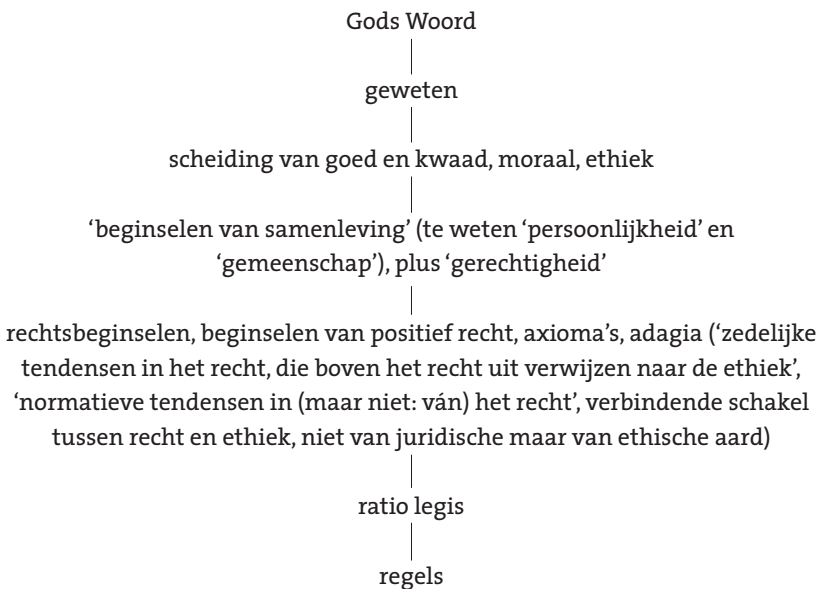 Gods Woord
geweten
scheiding van goed en kwaad, moraal, ethiek
‘beginselen van samenleving’ (te weten ‘persoonlijkheid’ en
‘gemeenschap’), plus ‘gerechtigheid’
rechtsbeginselen, beginselen van positief recht, axioma’s, adagia (‘zedelijke
tendensen in het recht, die boven het recht uit verwijzen naar de ethiek’,
‘normatieve tendensen in (maar niet: ván) het recht’, verbindende schakel
tussen recht en ethiek, niet van juridische maar van ethische aard)
ratio legis
regels